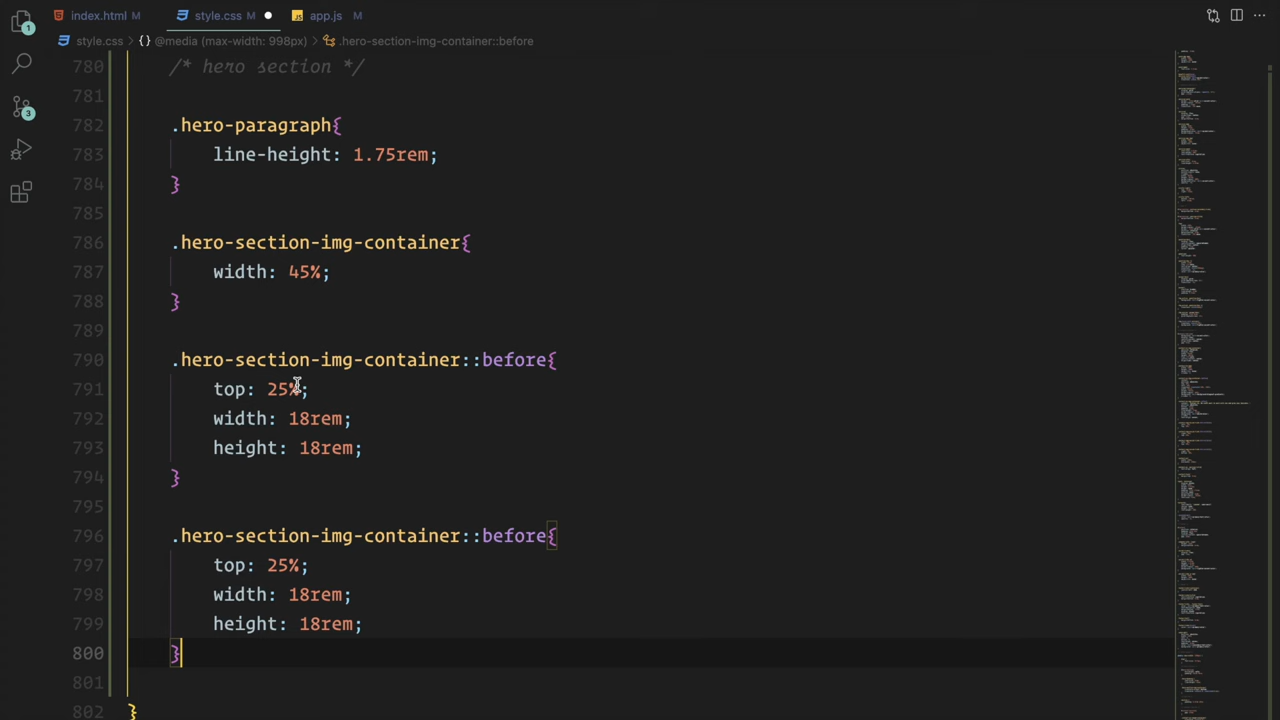 index.html M style.css app.js M
style.css > {} @media (max-width: 998px) > .hero-section-img-container::before
780 /* hero section */
781
782 .hero-paragraph{
783 line-height: 1.75rem;
784 }
785
786 .hero-section-img-container{
787 width: 45%;
788 }
789
790 .hero-section-img-container::before{
791 top: 25%;
792 width: 18rem;
793 height: 18rem;
794 }
795
796 .hero-section-img-container::before{
797 top: 25%;
798 width: 18rem;
799 height: 18rem;
800 }
801
802 }
1
3